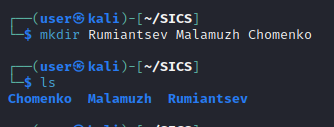 ┌──(user㉿kali)-[~/SICS]
└─$ mkdir Rumiantsev Malamuzh Chomenko
┌──(user㉿kali)-[~/SICS]
└─$ ls
Chomenko Malamuzh Rumiantsev